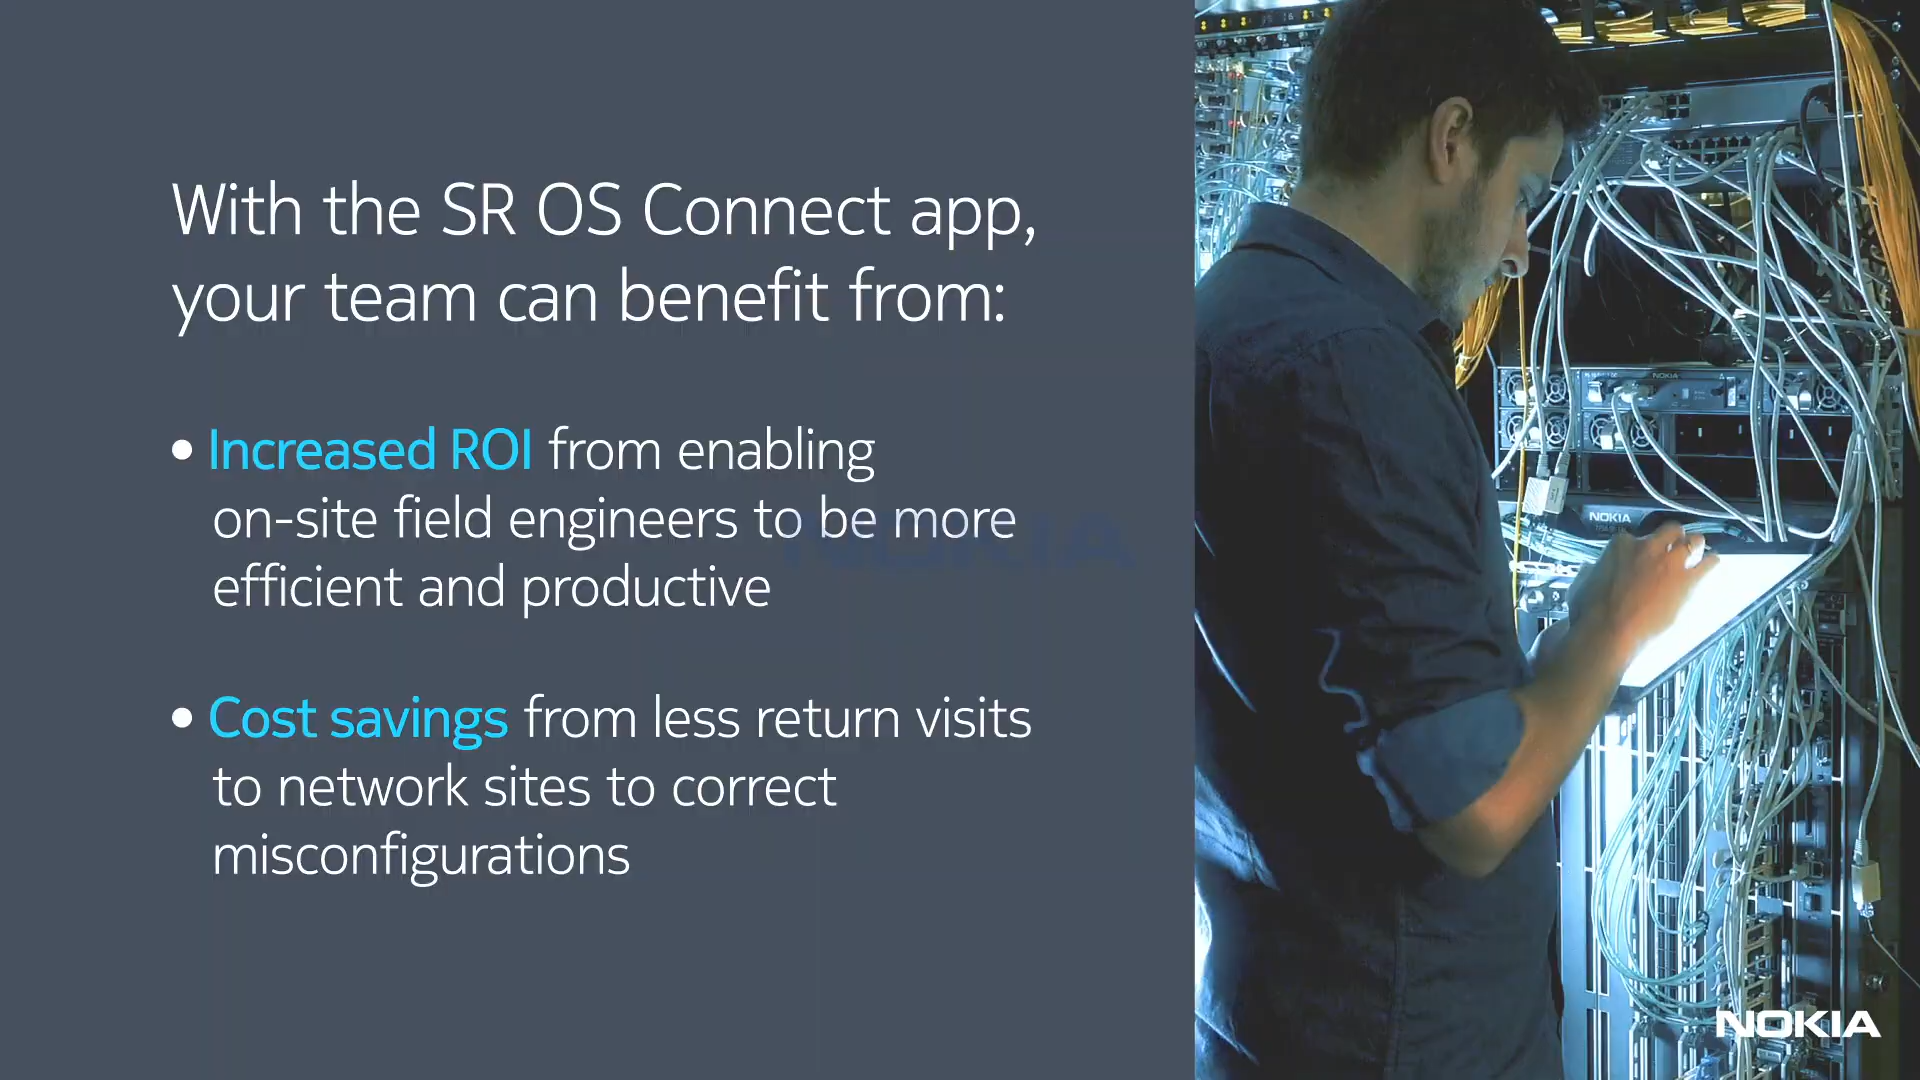 With the SR OS Connect app,
your team can benefit from:
• Increased ROI from enabling
on-site field engineers to be more
efficient and productive
• Cost savings from less return visits
to network sites to correct
misconfigurations
NOKIA
NOKIA
NOKIA
NOKIA